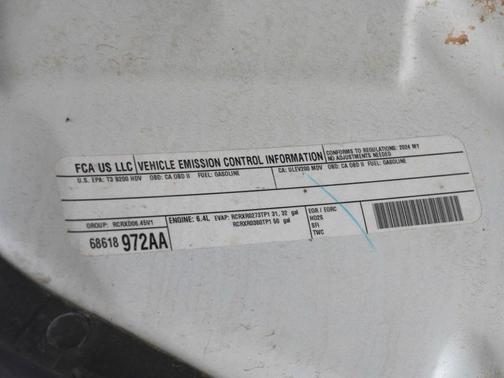 FCA US LLC VEHICLE EMISSION CONTROL INFORMATION CONFORMS TO REGULATIONS: 2024 MY
NO ADJUSTMENTS NEEDED.
U.S. EPA: T3 B200 HDV OBD: CA OBD II FUEL: GASOLINE CA: ULEV200 MDV OBD: CA OBD II FUEL: GASOLINE
GROUP: RCRXD06.45V1 ENGINE: 6.4L EVAP: RCRXR0273TP1 31, 32 gal EGR / EGRC
RCRXR0360TP1 50 gal HO2S
SFI
TWC
68618 972AA